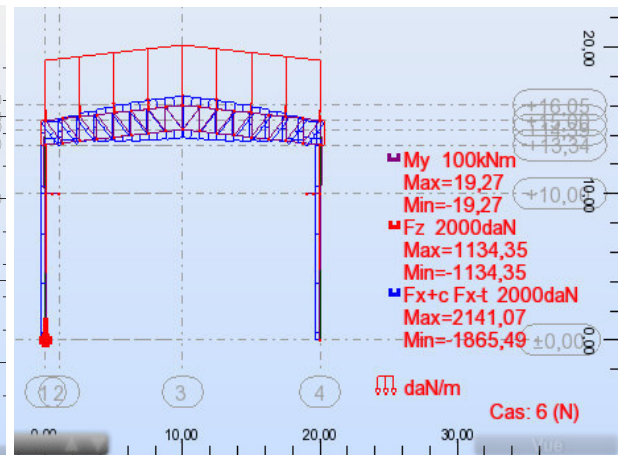 20,00
+16,05
+13,34
My 100kNm
Max=19,27
Min=-19,27
+10,00
10,00
Fz 2000daN
Max=1134,35
Min=-1134,35
Fx+c Fx-t 2000daN
Max=2141,07
Min=-1865,49
±0,00
0,00
1 2 3 4
daN/m
Cas: 6 (N)
0,00 10,00 20,00 30,00
Vue